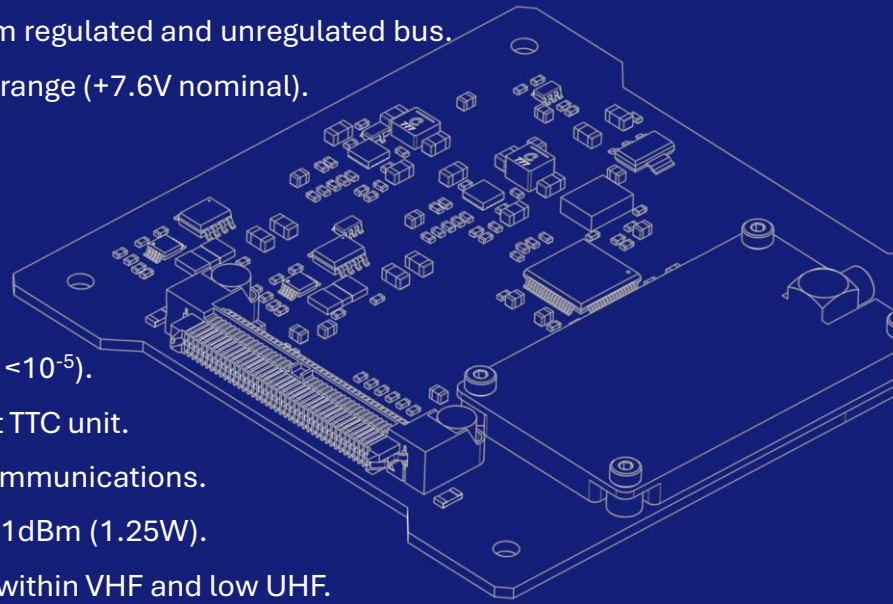 m regulated and unregulated bus.
range (+7.6V nominal).
<10⁻⁵).
t TTC unit.
ommunications.
1dBm (1.25W).
within VHF and low UHF.